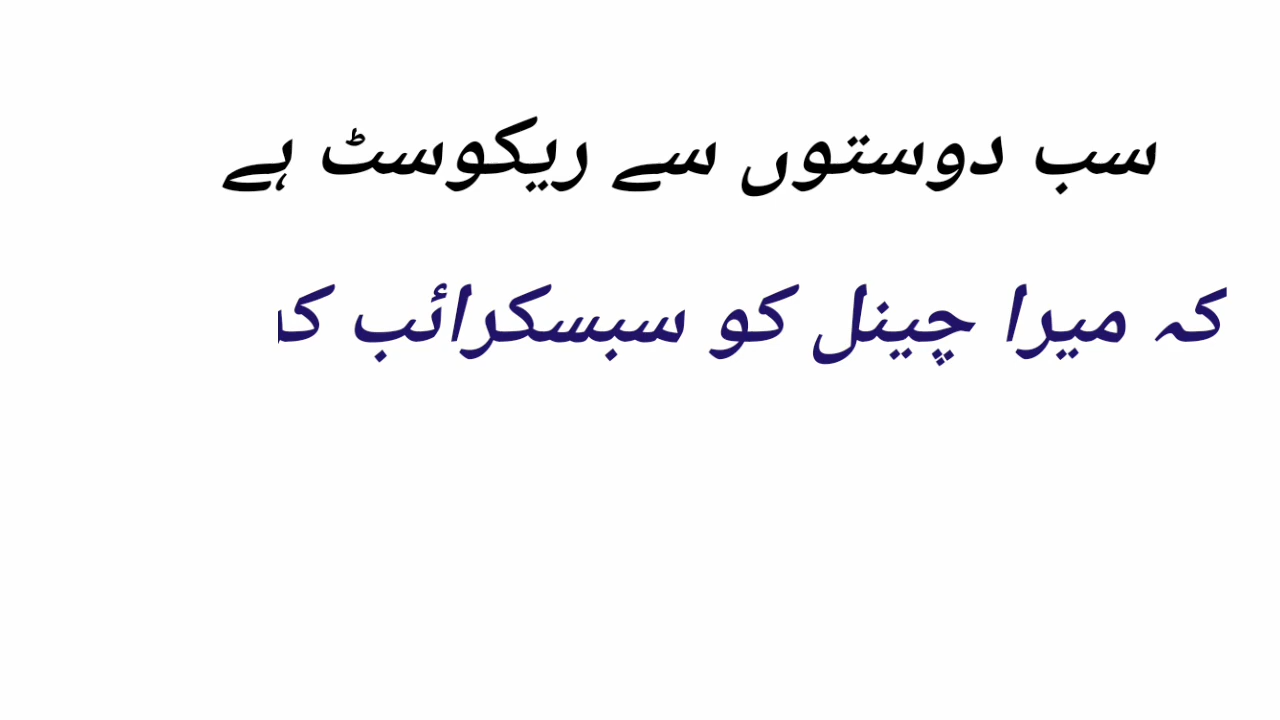 سب دوستوں سے ریکوسٹ ہے
کہ میرا چینل کو سبسکرائب